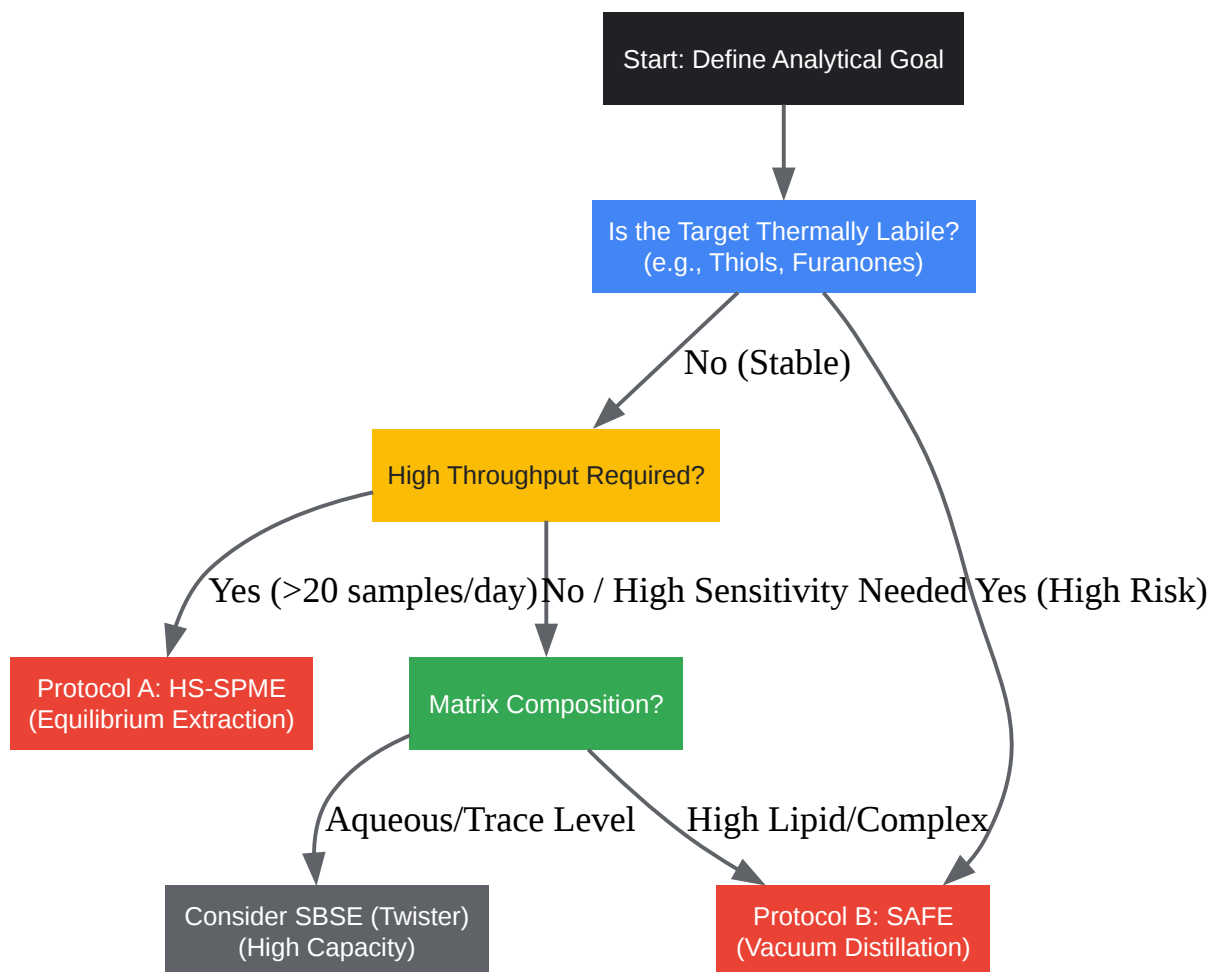 Start: Define Analytical Goal
Is the Target Thermally Labile?
(e.g., Thiols, Furanones)
No (Stable)
High Throughput Required?
Yes (>20 samples/day)
No / High Sensitivity Needed
Yes (High Risk)
Protocol A: HS-SPME
(Equilibrium Extraction)
Matrix Composition?
Aqueous/Trace Level
High Lipid/Complex
Consider SBSE (Twister)
(High Capacity)
Protocol B: SAFE
(Vacuum Distillation)